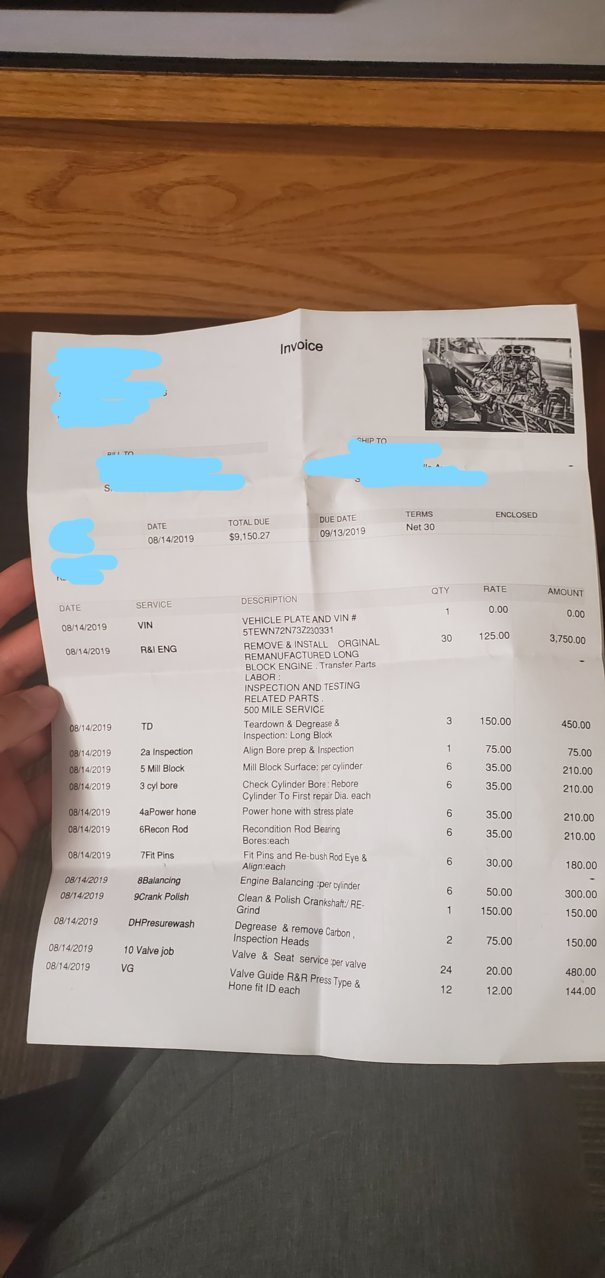 Invoice
BILL TO
SHIP TO
DATE TOTAL DUE DUE DATE TERMS ENCLOSED
08/14/2019 $9,150.27 09/13/2019 Net 30
DATE SERVICE DESCRIPTION QTY RATE AMOUNT
08/14/2019 VIN VEHICLE PLATE AND VIN # 1 0.00 0.00
5TEWN72N73Z230331
08/14/2019 R&I ENG REMOVE & INSTALL ORGINAL 30 125.00 3,750.00
REMANUFACTURED LONG
BLOCK ENGINE . Transfer Parts
LABOR :
INSPECTION AND TESTING
RELATED PARTS .
500 MILE SERVICE
08/14/2019 TD Teardown & Degrease & 3 150.00 450.00
Inspection: Long Block
08/14/2019 2a Inspection Align Bore prep & Inspection 1 75.00 75.00
08/14/2019 5 Mill Block Mill Block Surface: per cylinder 6 35.00 210.00
08/14/2019 3 cyl bore Check Cylinder Bore: Rebore 6 35.00 210.00
Cylinder To First repair Dia. each
08/14/2019 4aPower hone Power hone with stress plate 6 35.00 210.00
08/14/2019 6Recon Rod Recondition Rod Bearing 6 35.00 210.00
Bores:each
08/14/2019 7Fit Pins Fit Pins and Re-bush Rod Eye & 6 30.00 180.00
Align:each
08/14/2019 8Balancing Engine Balancing :per cylinder 6 50.00 300.00
08/14/2019 9Crank Polish Clean & Polish Crankshaft:/ RE- 1 150.00 150.00
Grind
08/14/2019 DHPresurewash Degrease & remove Carbon , 2 75.00 150.00
Inspection Heads
08/14/2019 10 Valve job Valve & Seat service :per valve 24 20.00 480.00
08/14/2019 VG Valve Guide R&R Press Type & 12 12.00 144.00
Hone fit ID each